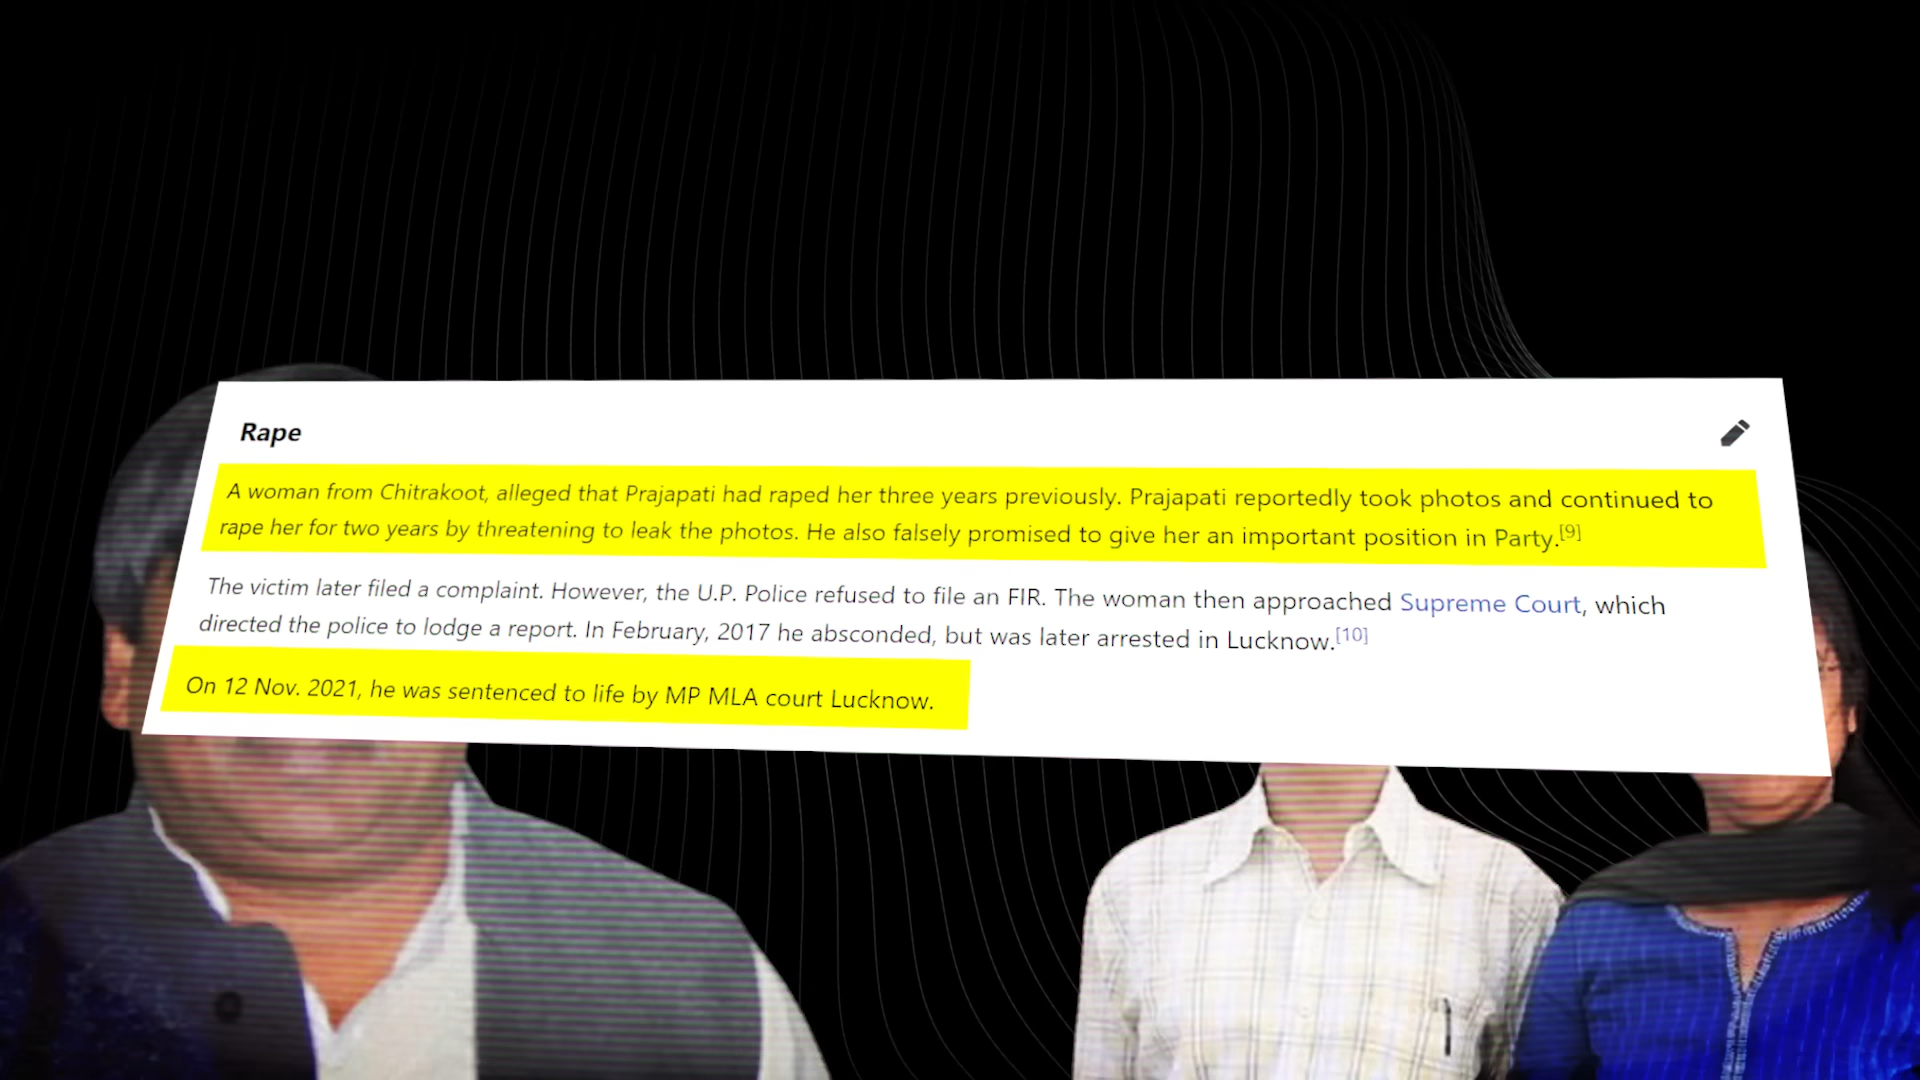 Rape
A woman from Chitrakoot, alleged that Prajapati had raped her three years previously. Prajapati reportedly took photos and continued to
rape her for two years by threatening to leak the photos. He also falsely promised to give her an important position in Party.[9]
The victim later filed a complaint. However, the U.P. Police refused to file an FIR. The woman then approached Supreme Court, which
directed the police to lodge a report. In February, 2017 he absconded, but was later arrested in Lucknow.[10]
On 12 Nov. 2021, he was sentenced to life by MP MLA court Lucknow.